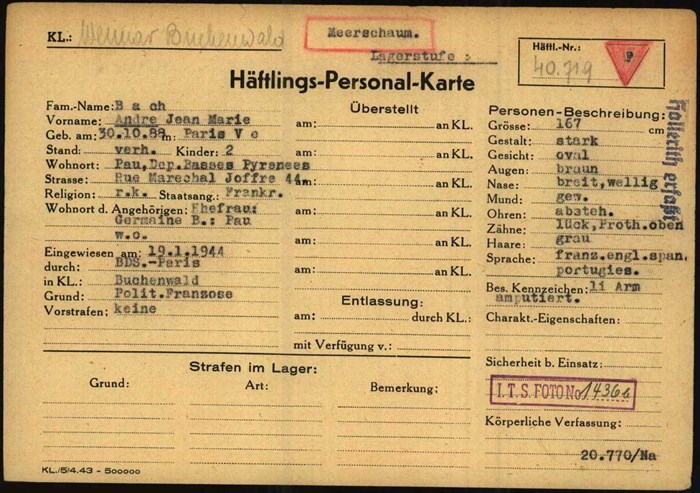 KL.: Weimar Buchenwald
Meerschaum.
Lagerstufe :
Häftl.-Nr.:
40.719
F
Häftlings-Personal-Karte
Fam.-Name: B a ch
Vorname: Andre Jean Marie
Geb. am: 30.10.88 in: Paris V e
Stand: verh. Kinder: 2
Wohnort: Pau,Dep.Basses Pyrenees
Strasse: Rue Marechal Joffre 44.
Religion: r.k. Staatsang.: Frankr.
Wohnort d. Angehörigen: Ehefrau:
Germaine B.: Pau
w.o.
Eingewiesen am: 19.1.1944
durch: BDS.-Paris
in KL.: Buchenwald
Grund: Polit.Franzose
Vorstrafen: keine
Überstellt
am: an KL.
am: an KL.
am: an KL.
am: an KL.
am: an KL.
am: an KL.
Entlassung:
am: durch KL.:
mit Verfügung v.:
Personen-Beschreibung:
Grösse: 167 cm
Gestalt: stark
Gesicht: oval
Augen: braun
Nase: breit,wellig
Mund: gew.
Ohren: absteh.
Zähne: lück,Proth.oben
Haare: grau
Sprache: franz.engl.span.
portugies.
Bes. Kennzeichen: li Arm
amputiert.
Charakt.-Eigenschaften:
Sicherheit b. Einsatz:
I.T.S. FOTO No 14366
Körperliche Verfassung:
20.770/Na
Hollerith erfaßt
Strafen im Lager:
Grund: Art: Bemerkung:
KL./5/4.43 - 500000